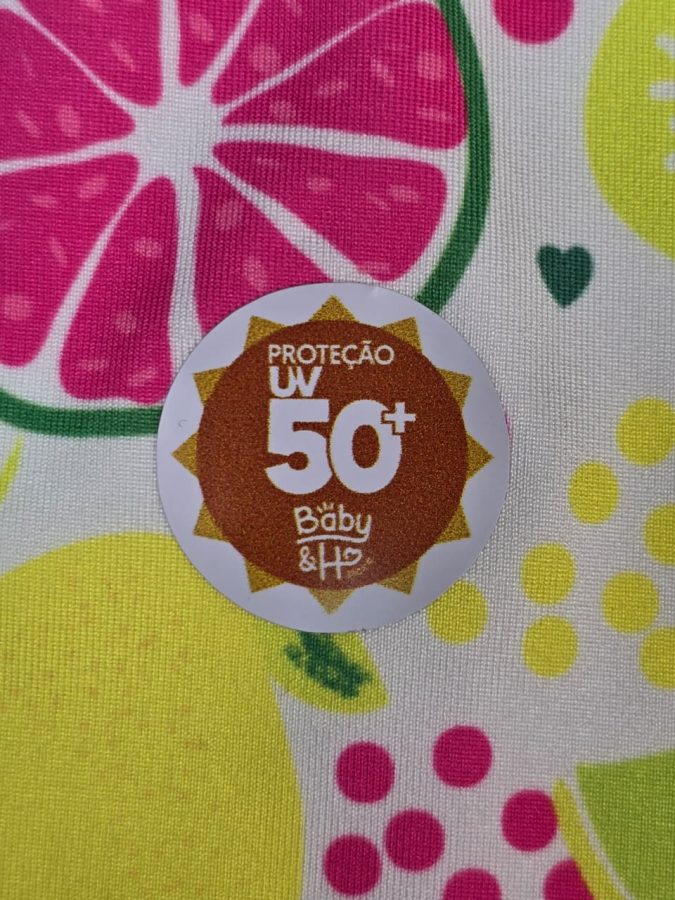 PROTEÇÃO
UV
50+
Baby
&H